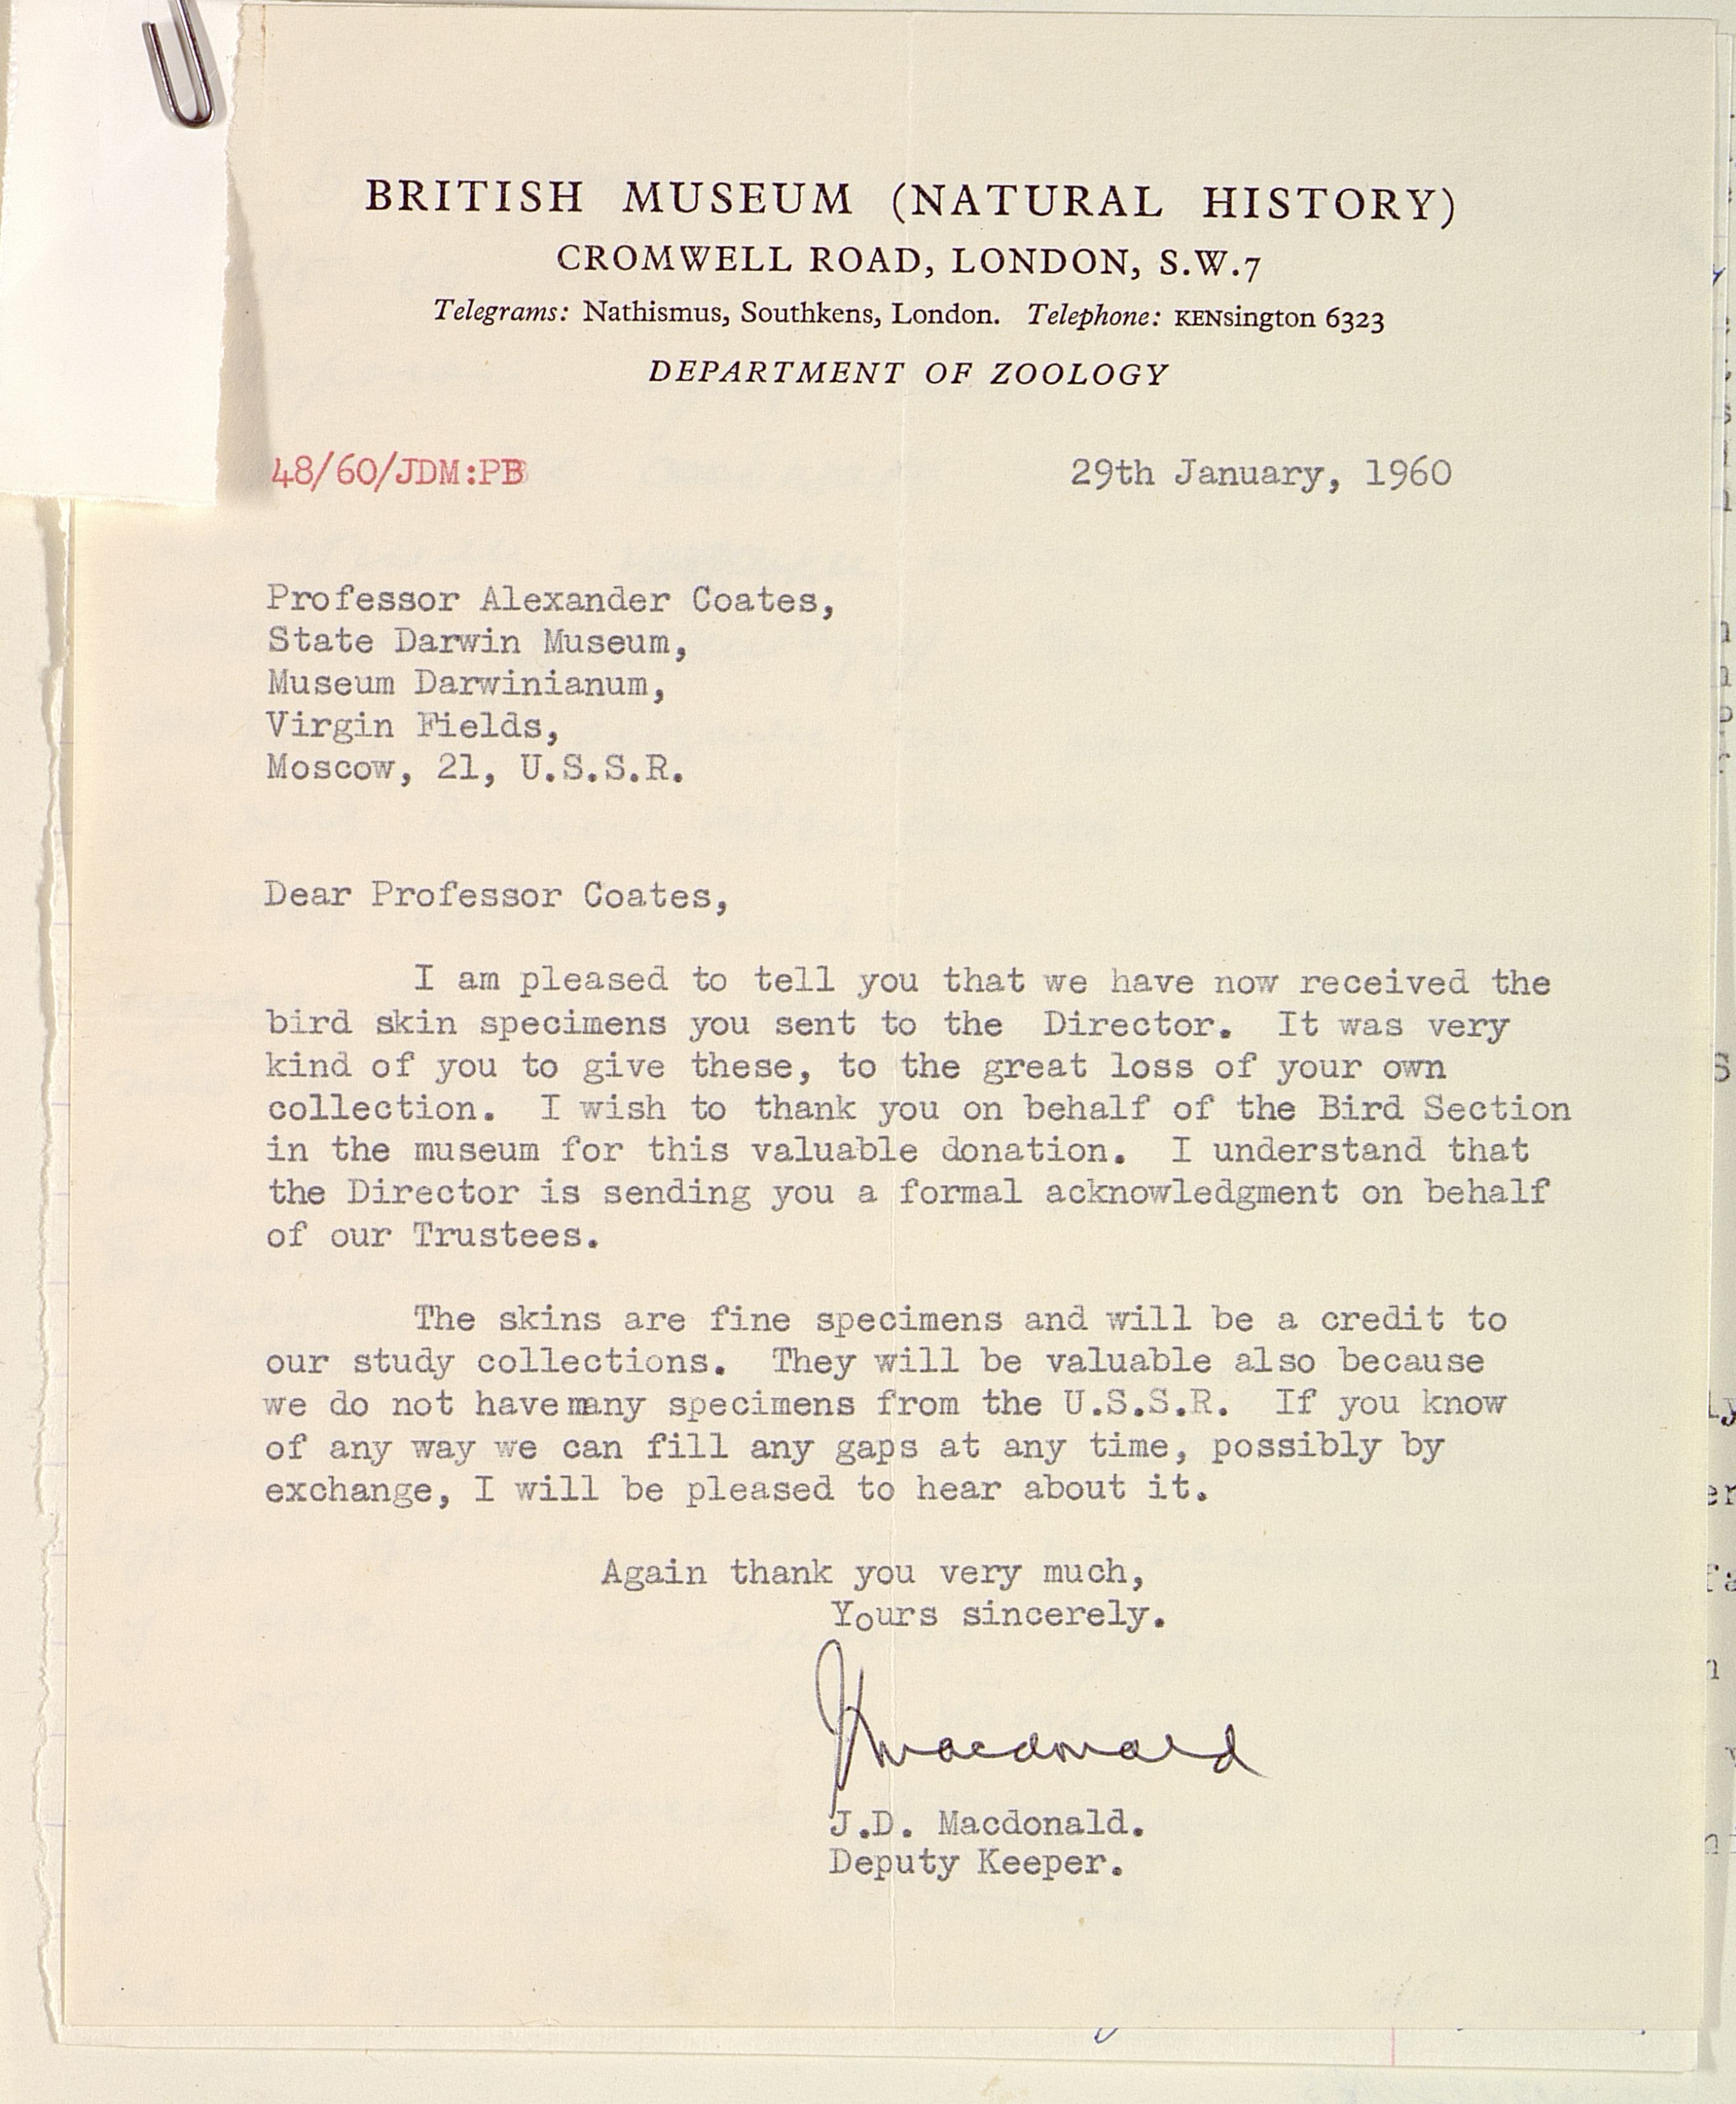 BRITISH MUSEUM (NATURAL HISTORY)
CROMWELL ROAD, LONDON, S.W.7
Telegrams: Nathismus, Southkens, London. Telephone: KENsington 6323
DEPARTMENT OF ZOOLOGY
48/60/JDM:PB 29th January, 1960
Professor Alexander Coates,
State Darwin Museum,
Museum Darwinianum,
Virgin Fields,
Moscow, 21, U.S.S.R.
Dear Professor Coates,
I am pleased to tell you that we have now received the
bird skin specimens you sent to the Director. It was very
kind of you to give these, to the great loss of your own
collection. I wish to thank you on behalf of the Bird Section
in the museum for this valuable donation. I understand that
the Director is sending you a formal acknowledgment on behalf
of our Trustees.
The skins are fine specimens and will be a credit to
our study collections. They will be valuable also because
we do not have many specimens from the U.S.S.R. If you know
of any way we can fill any gaps at any time, possibly by
exchange, I will be pleased to hear about it.
Again thank you very much,
Yours sincerely.
J Macdonald
J.D. Macdonald.
Deputy Keeper.